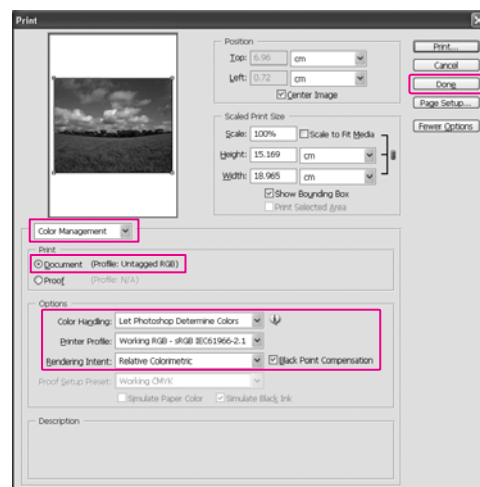 Print
Position
Top: 6.96 cm
Left: 0.72 cm
Center Image
Scaled Print Size
Scale: 100% Scale to Fit Media
Height: 15.169 cm
Width: 18.965 cm
Show Bounding Box
Print Selected Area
Print...
Cancel
Done
Page Setup...
Fewer Options
Color Management
Print
Document (Profile: Untagged RGB)
Proof (Profile: N/A)
Options
Color Handling: Let Photoshop Determine Colors
Printer Profile: Working RGB - sRGB IEC61966-2.1
Rendering Intent: Relative Colorimetric Black Point Compensation
Proof Setup Preset: Working CMYK
Simulate Paper Color Simulate Black Ink
Description